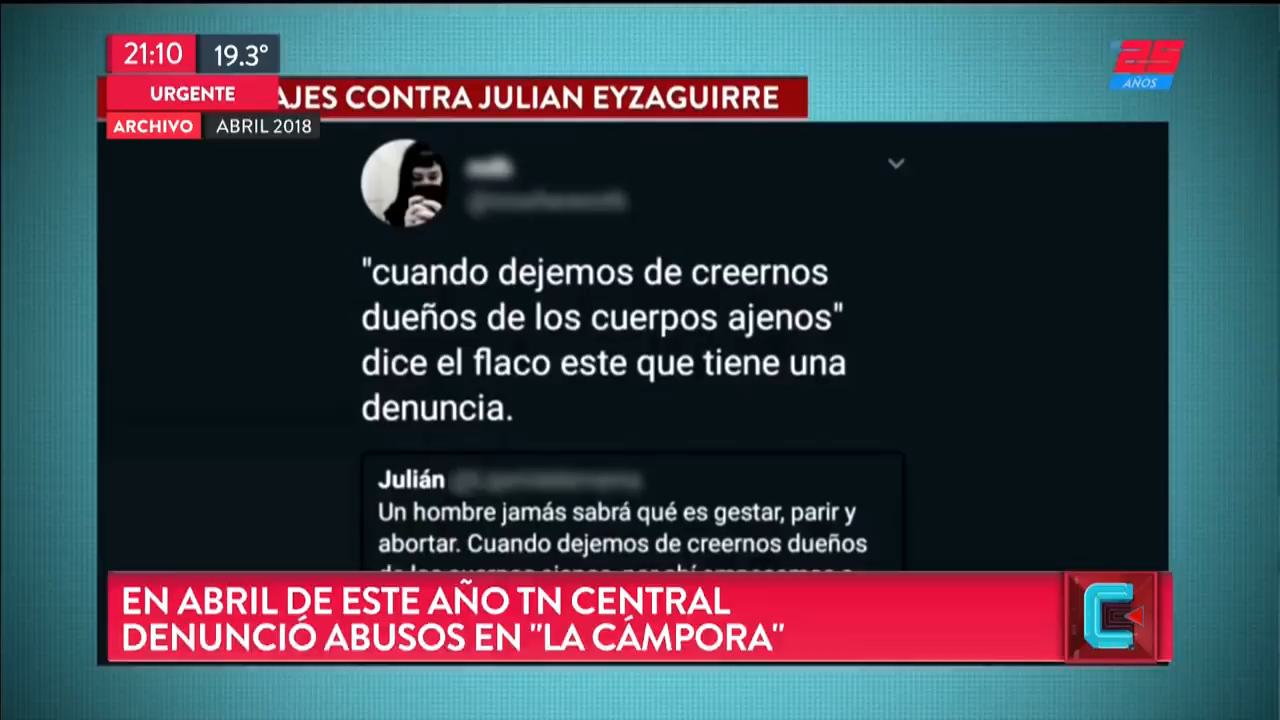 21:10 19.3°
25
AÑOS
URGENTE
AJES CONTRA JULIAN EYZAGUIRRE
ARCHIVO ABRIL 2018
"cuando dejemos de creernos
dueños de los cuerpos ajenos"
dice el flaco este que tiene una
denuncia.
Julián
Un hombre jamás sabrá qué es gestar, parir y
abortar. Cuando dejemos de creernos dueños
EN ABRIL DE ESTE AÑO TN CENTRAL
DENUNCIÓ ABUSOS EN "LA CÁMPORA"
C